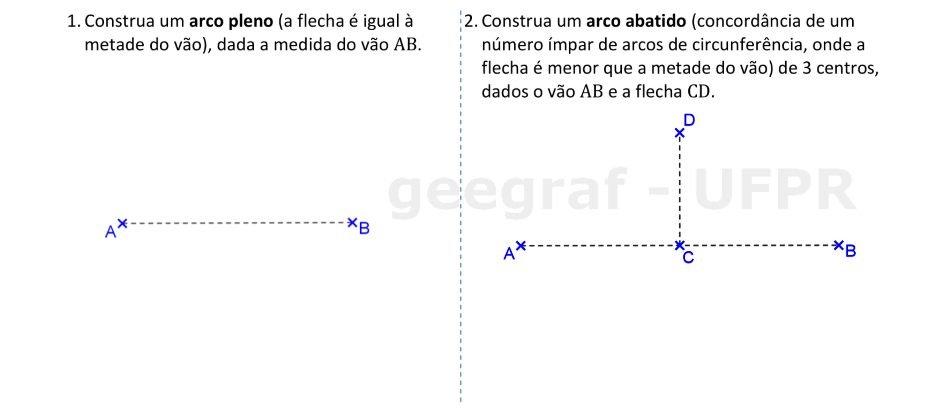 1. Construa um arco pleno (a flecha é igual à
metade do vão), dada a medida do vão AB.
A
B
2. Construa um arco abatido (concordância de um
número ímpar de arcos de circunferência, onde a
flecha é menor que a metade do vão) de 3 centros,
dados o vão AB e a flecha CD.
D
geegraf - UFPR
A
C
B